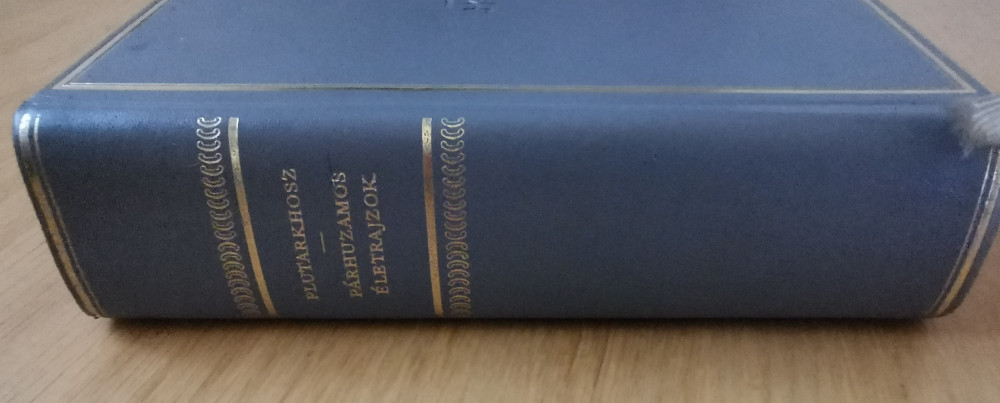 PLUTARKHOSZ
—
PÁRHUZAMOS
ÉLETRAJZOK